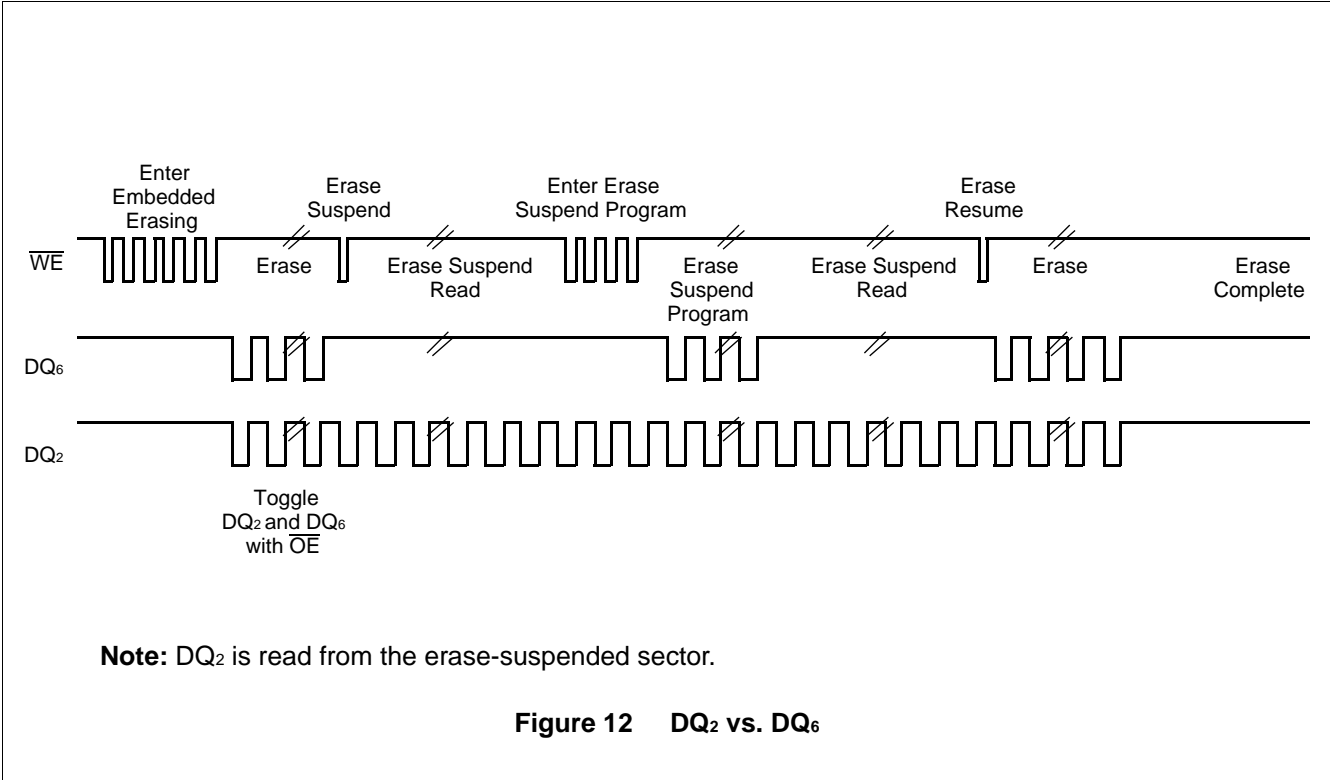 Enter
Embedded
Erasing
Erase
Suspend
Enter Erase
Suspend Program
Erase
Resume
WE
Erase
Erase Suspend
Read
Erase
Suspend
Program
Erase Suspend
Read
Erase
Erase
Complete
DQ6
DQ2
Toggle
DQ2 and DQ6
with OE
Note: DQ2 is read from the erase-suspended sector.
Figure 12 DQ2 vs. DQ6